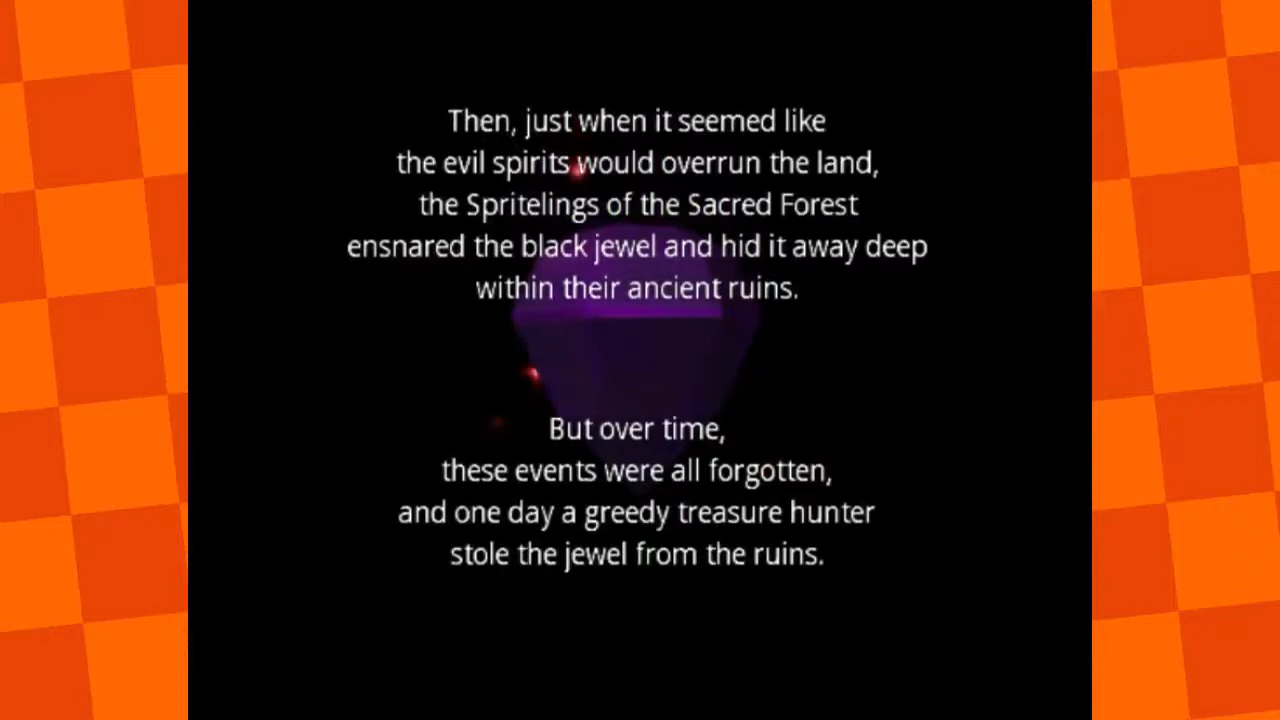 Then, just when it seemed like
the evil spirits would overrun the land,
the Spritelings of the Sacred Forest
ensnared the black jewel and hid it away deep
within their ancient ruins.
But over time,
these events were all forgotten,
and one day a greedy treasure hunter
stole the jewel from the ruins.